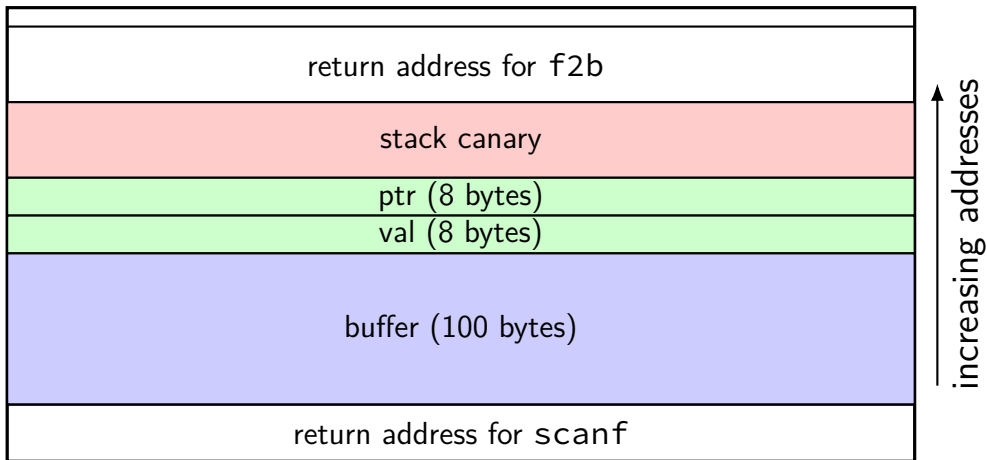 return address for f2b
stack canary
ptr (8 bytes)
val (8 bytes)
buffer (100 bytes)
return address for scanf
increasing addresses